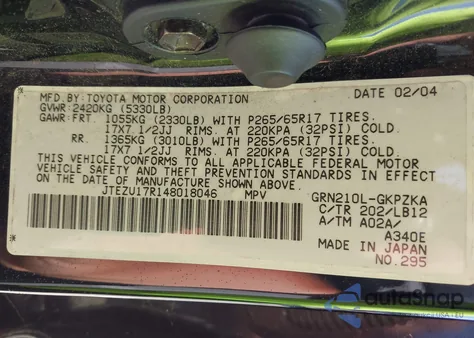 MFD.BY:TOYOTA MOTOR CORPORATION DATE 02/04
GVWR:2420KG (5330LB)
GAWR:FRT. 1055KG (2330LB) WITH P265/65R17 TIRES.
17X7.1/2JJ RIMS. AT 220KPA (32PSI) COLD.
RR. 1365KG (3010LB) WITH P265/65R17 TIRES.
17X7.1/2JJ RIMS. AT 220KPA (32PSI) COLD.
THIS VEHICLE CONFORMS TO ALL APPLICABLE FEDERAL MOTOR
VEHICLE SAFETY AND THEFT PREVENTION STANDARDS IN EFFECT
ON THE DATE OF MANUFACTURE SHOWN ABOVE.
JTEZU17R148018046 MPV GRN210L-GKPZKA
C/TR 202/LB12
A/TM A02A/
A340E
MADE IN JAPAN
NO.295
autoSnap